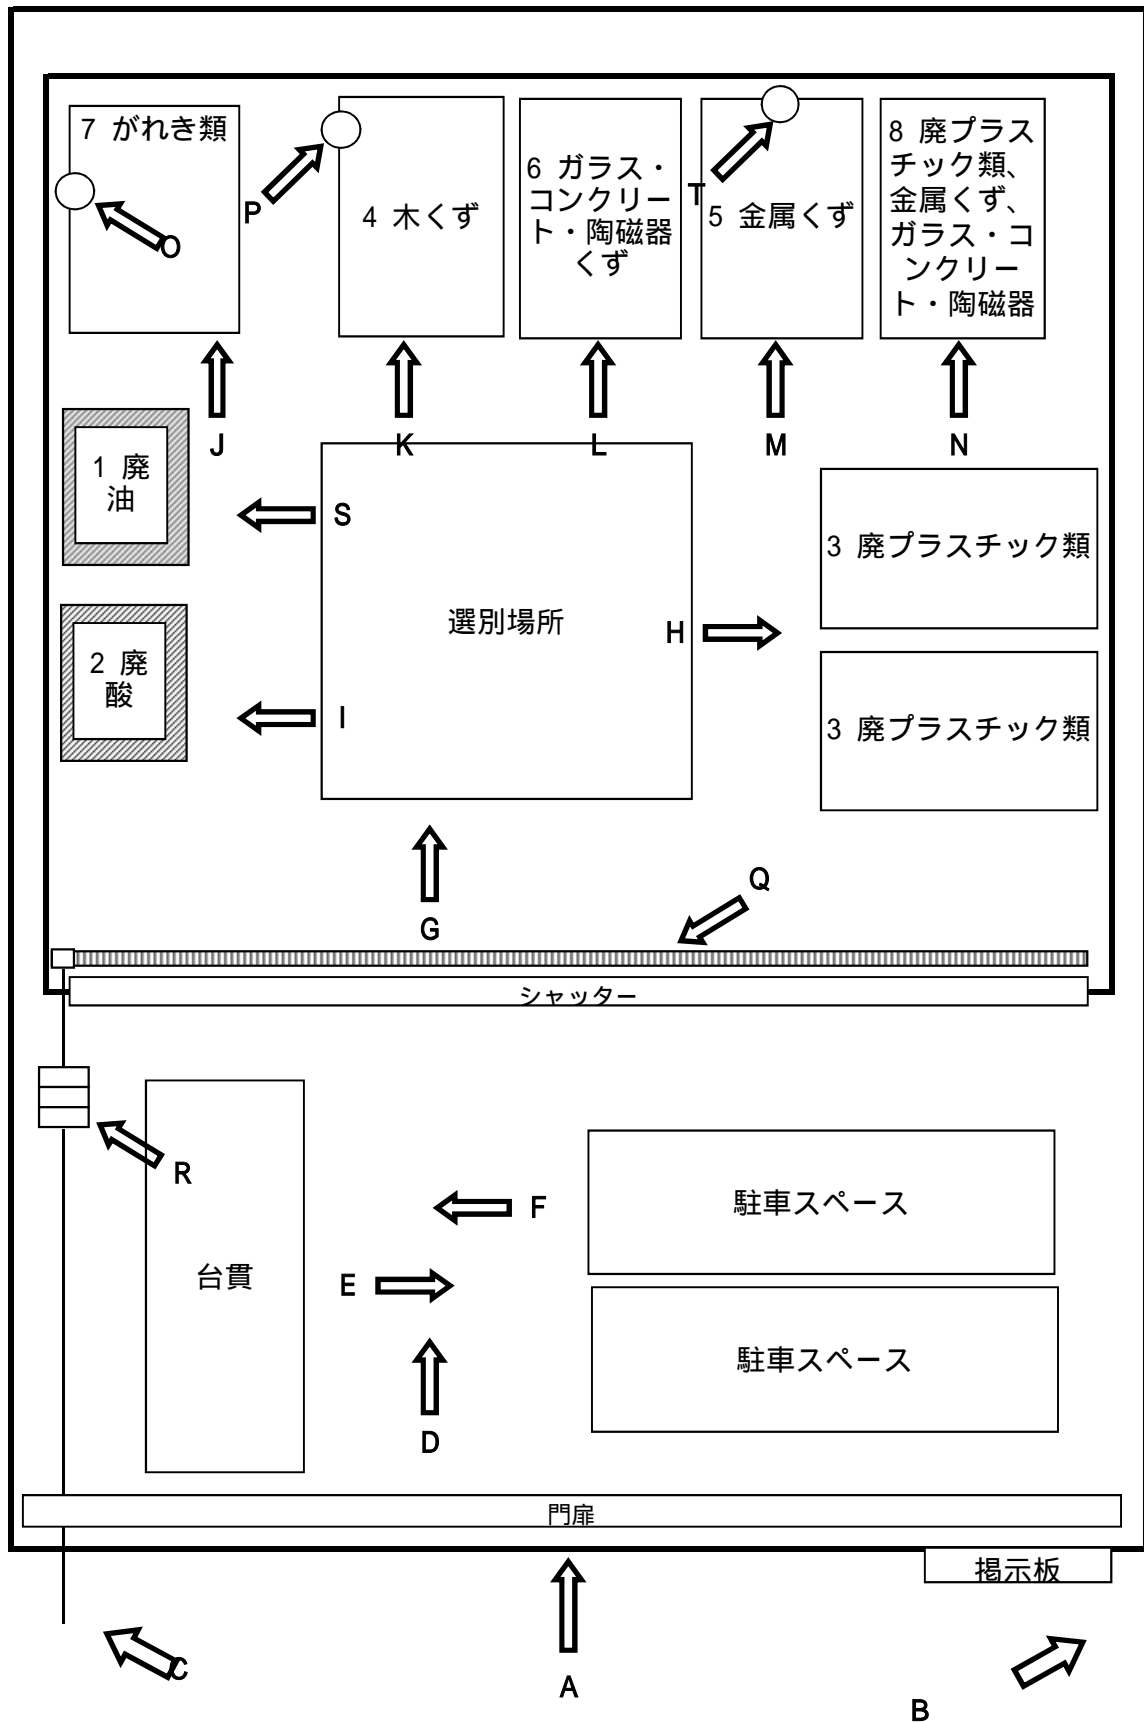 7 がれき類
P
O
4 木くず
6 ガラス・
コンクリー
ト・陶磁器
くず
T
5 金属くず
8 廃プラス
チック類、
金属くず、
ガラス・コ
ンクリー
ト・陶磁器
J
K
L
M
N
1 廃
油
S
3 廃プラスチック類
選別場所
H
2 廃
酸
I
3 廃プラスチック類
G
Q
シャッター
R
台貫
F
駐車スペース
E
駐車スペース
D
門扉
掲示板
C
A
B